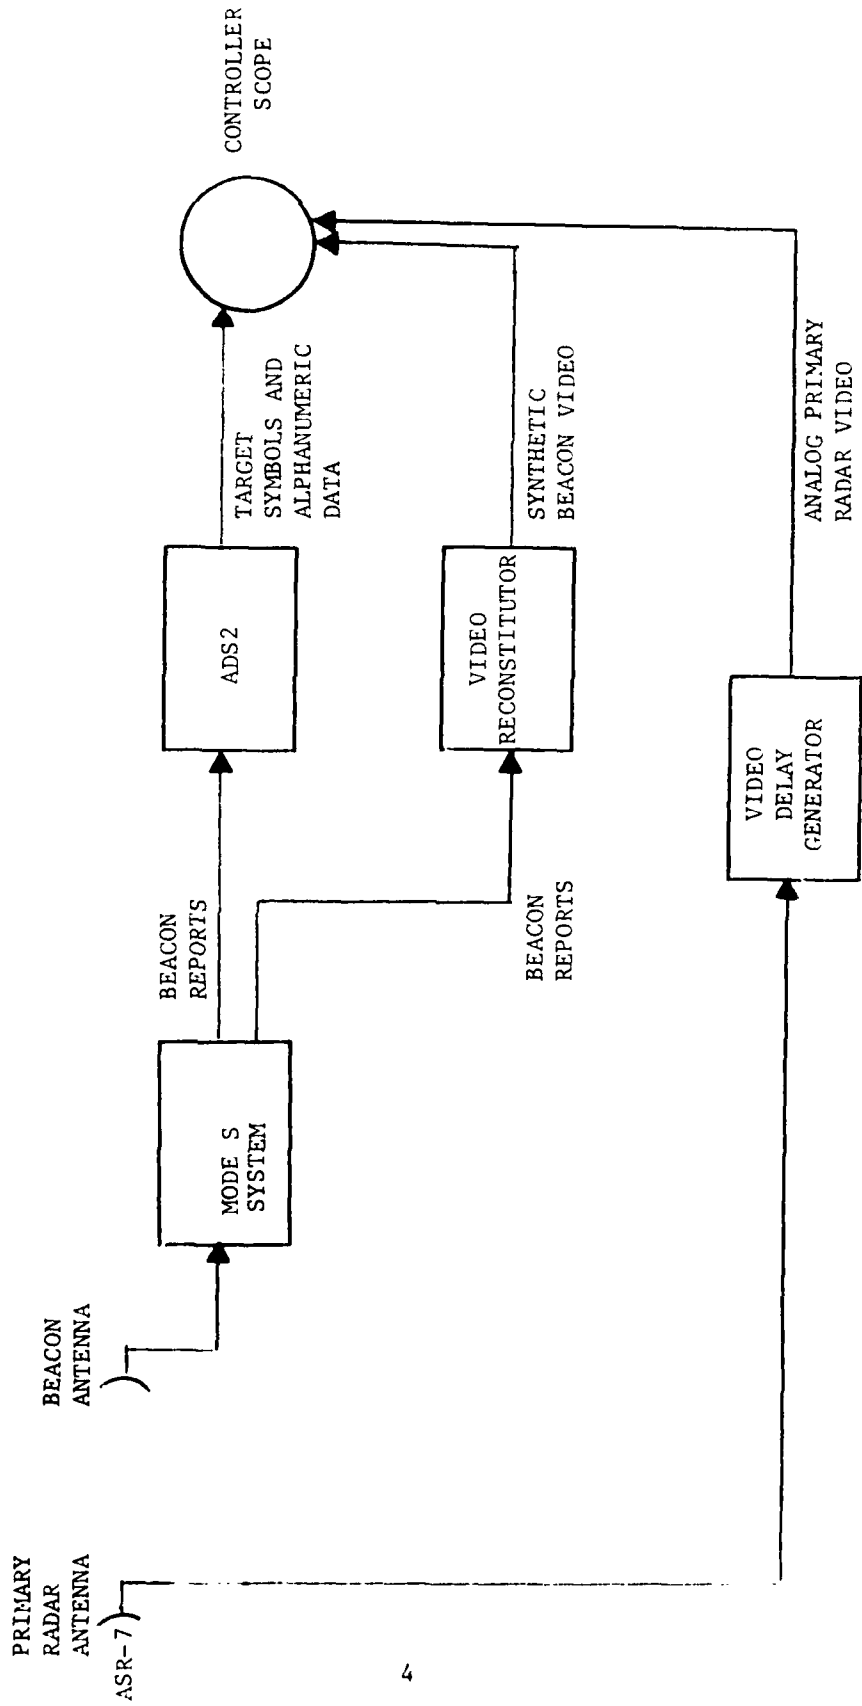 PRIMARY
RADAR
ANTENNA
ASR-7
BEACON
ANTENNA
MODE S
SYSTEM
BEACON
REPORTS
BEACON
REPORTS
ADS2
VIDEO
RECONSTITUTOR
VIDEO
DELAY
GENERATOR
TARGET
SYMBOLS AND
ALPHANUMERIC
DATA
SYNTHETIC
BEACON VIDEO
ANALOG PRIMARY
RADAR VIDEO
CONTROLLER
SCOPE
4